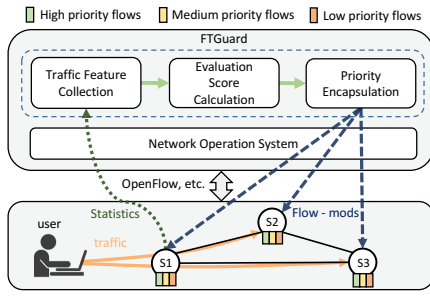 High priority flows Medium priority flows Low priority flows
FTGuard
Traffic Feature
Collection
Evaluation
Score
Calculation
Priority
Encapsulation
Network Operation System
OpenFlow, etc.
Statistics
Flow - mods
user
traffic
S1
S2
S3